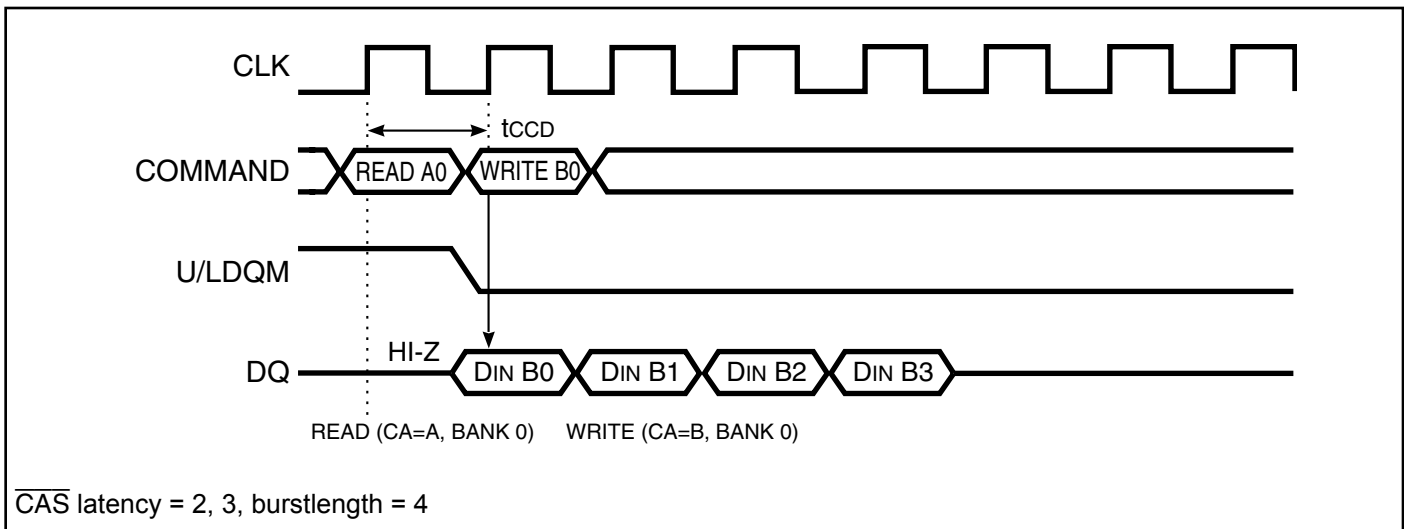 CLK
tCCD
COMMAND READ A0 WRITE B0
U/LDQM
HI-Z
DQ DIN B0 DIN B1 DIN B2 DIN B3
READ (CA=A, BANK 0) WRITE (CA=B, BANK 0)
CAS latency = 2, 3, burstlength = 4